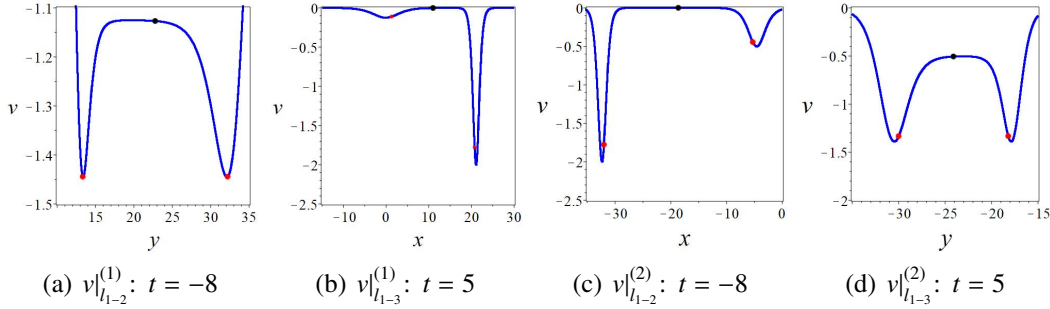 -1.1
-1.2
v
-1.3
-1.4
-1.5
15 20 25 30 35
y
0
-0.5
-1
v
-1.5
-2
-2.5
-10 0 10 20 30
x
0
-0.5
-1
v
-1.5
-2
-2.5
-30 -20 -10 0
x
0
-0.5
v -1
-1.5
-2
-30 -25 -20 -15
y
(a) v|_{l_{1-2}}^{(1)}: t = −8
(b) v|_{l_{1-3}}^{(1)}: t = 5
(c) v|_{l_{1-2}}^{(2)}: t = −8
(d) v|_{l_{1-3}}^{(2)}: t = 5